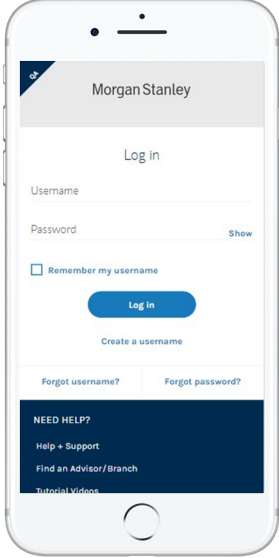 QA
Morgan Stanley
Log in
Username
Password
Show
Remember my username
Log in
Create a username
Forgot username?
Forgot password?
NEED HELP?
Help + Support
Find an Advisor/Branch
Tutorial Videos